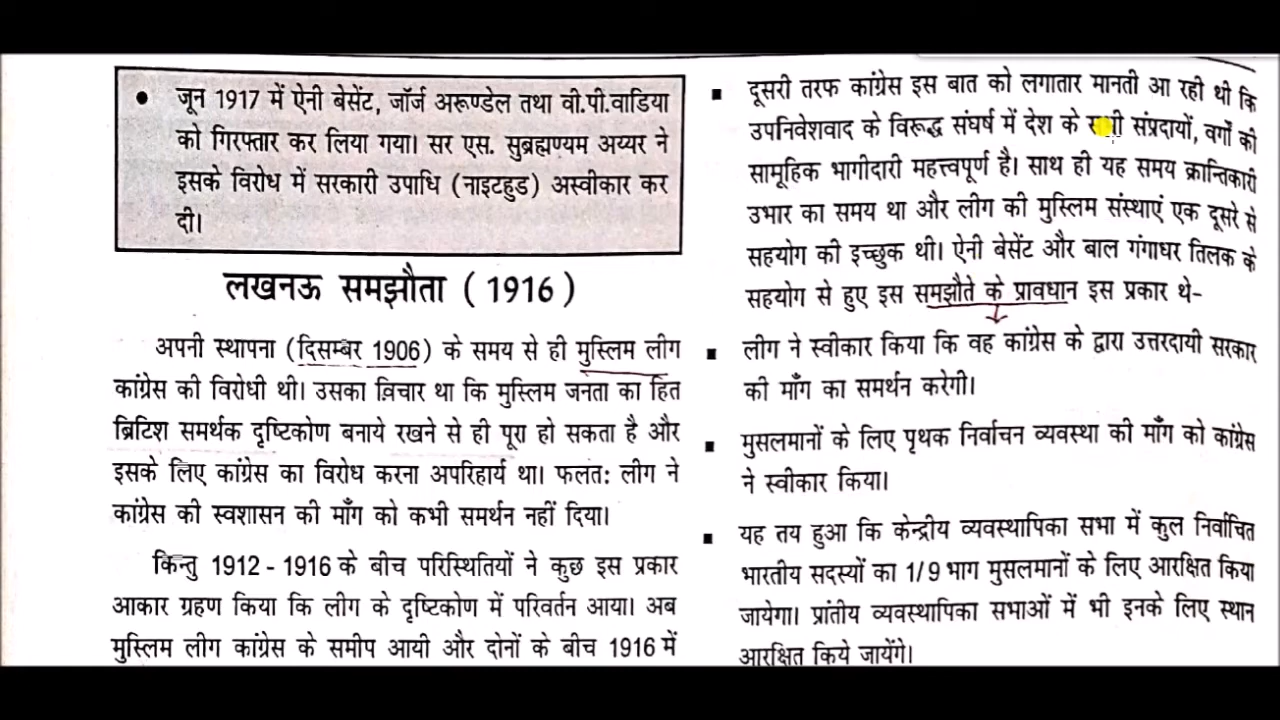 • जून 1917 में ऐनी बेसेंट, जॉर्ज अरूण्डेल तथा वी.पी.वाडिया
को गिरफ्तार कर लिया गया। सर एस. सुब्रह्मण्यम अय्यर ने
इसके विरोध में सरकारी उपाधि (नाइटहुड) अस्वीकार कर
दी।
लखनऊ समझौता ( 1916 )
अपनी स्थापना (दिसम्बर 1906) के समय से ही मुस्लिम लीग
कांग्रेस की विरोधी थी। उसका विचार था कि मुस्लिम जनता का हित
ब्रिटिश समर्थक दृष्टिकोण बनाये रखने से ही पूरा हो सकता है और
इसके लिए कांग्रेस का विरोध करना अपरिहार्य था। फलतः लीग ने
कांग्रेस की स्वशासन की माँग को कभी समर्थन नहीं दिया।
किन्तु 1912 - 1916 के बीच परिस्थितियों ने कुछ इस प्रकार
आकार ग्रहण किया कि लीग के दृष्टिकोण में परिवर्तन आया। अब
मुस्लिम लीग कांग्रेस के समीप आयी और दोनों के बीच 1916 में
▪ दूसरी तरफ कांग्रेस इस बात को लगातार मानती आ रही थी कि
उपनिवेशवाद के विरूद्ध संघर्ष में देश के सभी संप्रदायों, वर्गों की
सामूहिक भागीदारी महत्त्वपूर्ण है। साथ ही यह समय क्रान्तिकारी
उभार का समय था और लीग की मुस्लिम संस्थाएं एक दूसरे से
सहयोग की इच्छुक थी। ऐनी बेसेंट और बाल गंगाधर तिलक के
सहयोग से हुए इस समझौते के प्रावधान इस प्रकार थे-
▪ लीग ने स्वीकार किया कि वह कांग्रेस के द्वारा उत्तरदायी सरकार
की माँग का समर्थन करेगी।
▪ मुसलमानों के लिए पृथक निर्वाचन व्यवस्था की माँग को कांग्रेस
ने स्वीकार किया।
▪ यह तय हुआ कि केन्द्रीय व्यवस्थापिका सभा में कुल निर्वाचित
भारतीय सदस्यों का 1/9 भाग मुसलमानों के लिए आरक्षित किया
जायेगा। प्रांतीय व्यवस्थापिका सभाओं में भी इनके लिए स्थान
आरक्षित किये जायेंगे।